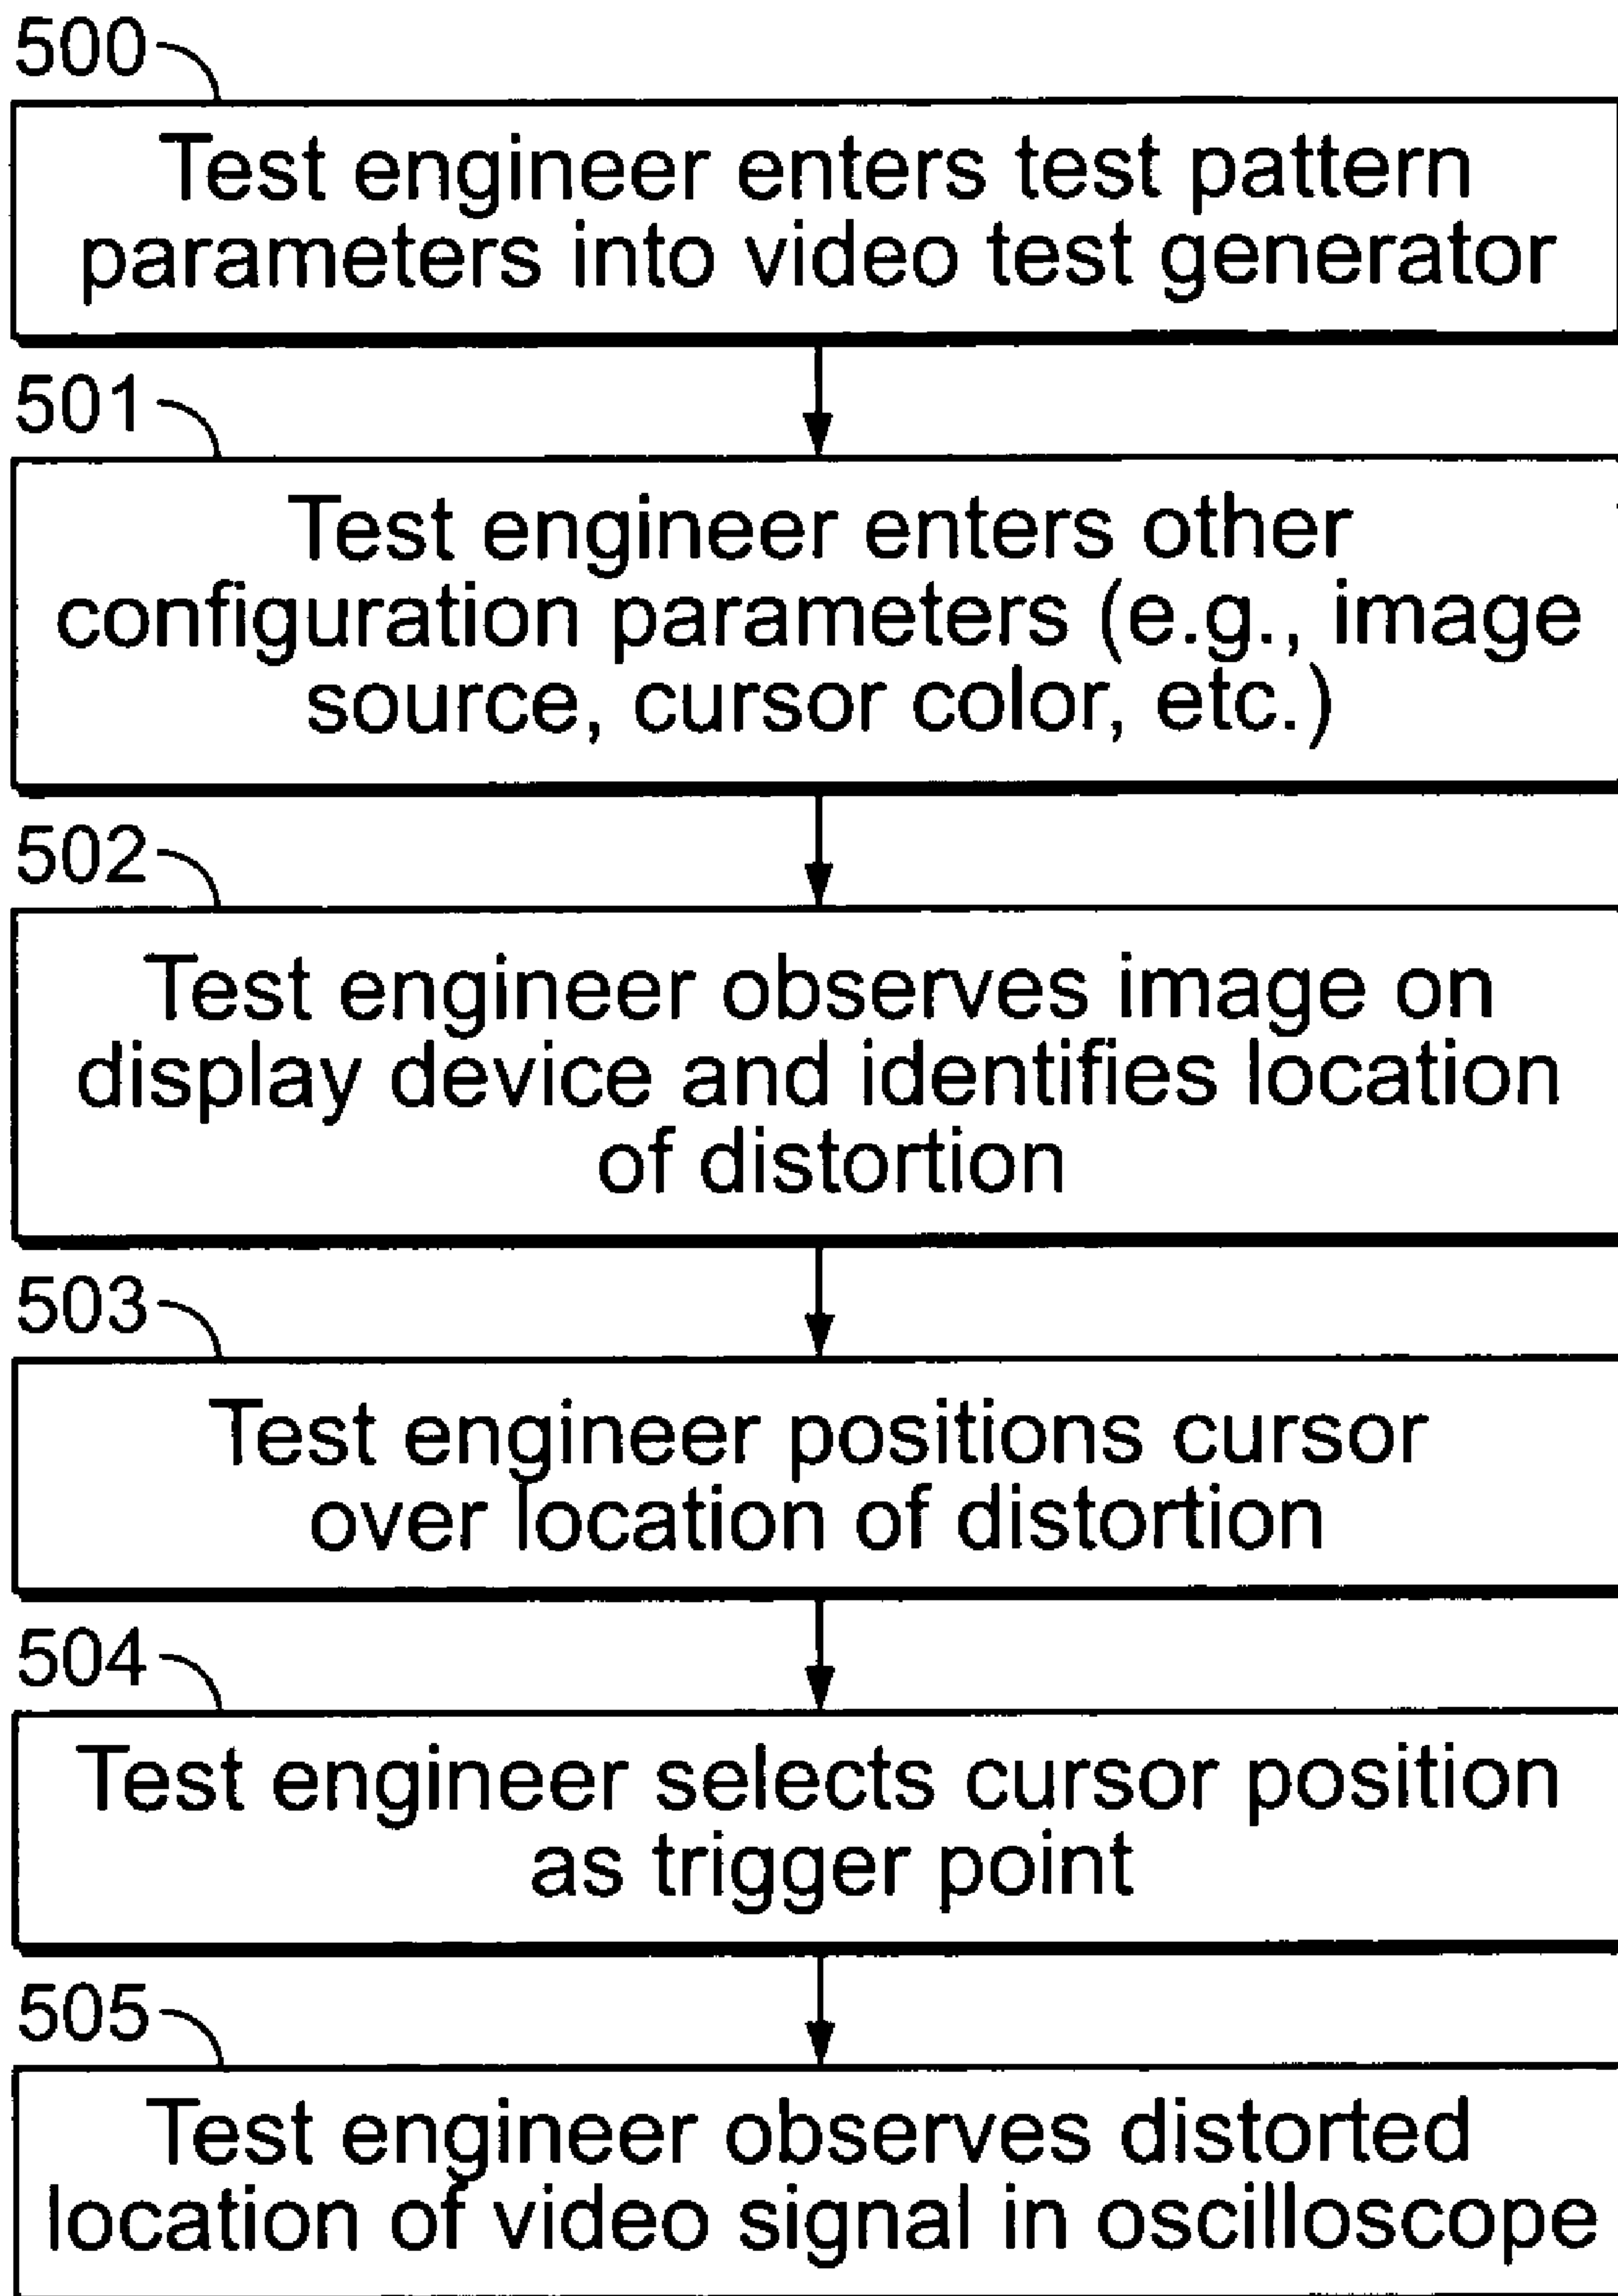 500
Test engineer enters test pattern
parameters into video test generator
501
Test engineer enters other
configuration parameters (e.g., image
source, cursor color, etc.)
502
Test engineer observes image on
display device and identifies location
of distortion
503
Test engineer positions cursor
over location of distortion
504
Test engineer selects cursor position
as trigger point
505
Test engineer observes distorted
location of video signal in oscilloscope